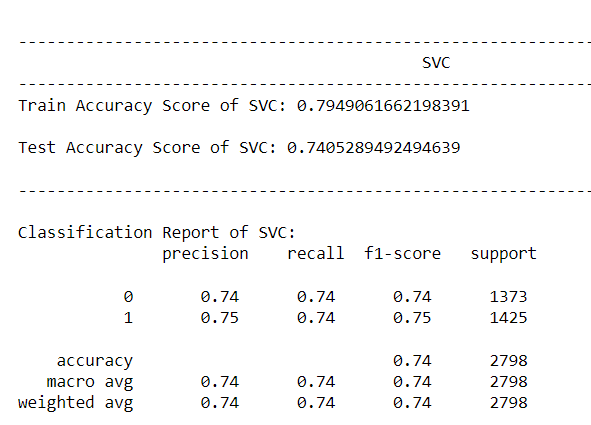 -----------------------------------------------------------
SVC
-----------------------------------------------------------
Train Accuracy Score of SVC: 0.7949061662198391
Test Accuracy Score of SVC: 0.7405289492494639
-----------------------------------------------------------
Classification Report of SVC:
precision recall f1-score support
0 0.74 0.74 0.74 1373
1 0.75 0.74 0.75 1425
accuracy 0.74 2798
macro avg 0.74 0.74 0.74 2798
weighted avg 0.74 0.74 0.74 2798